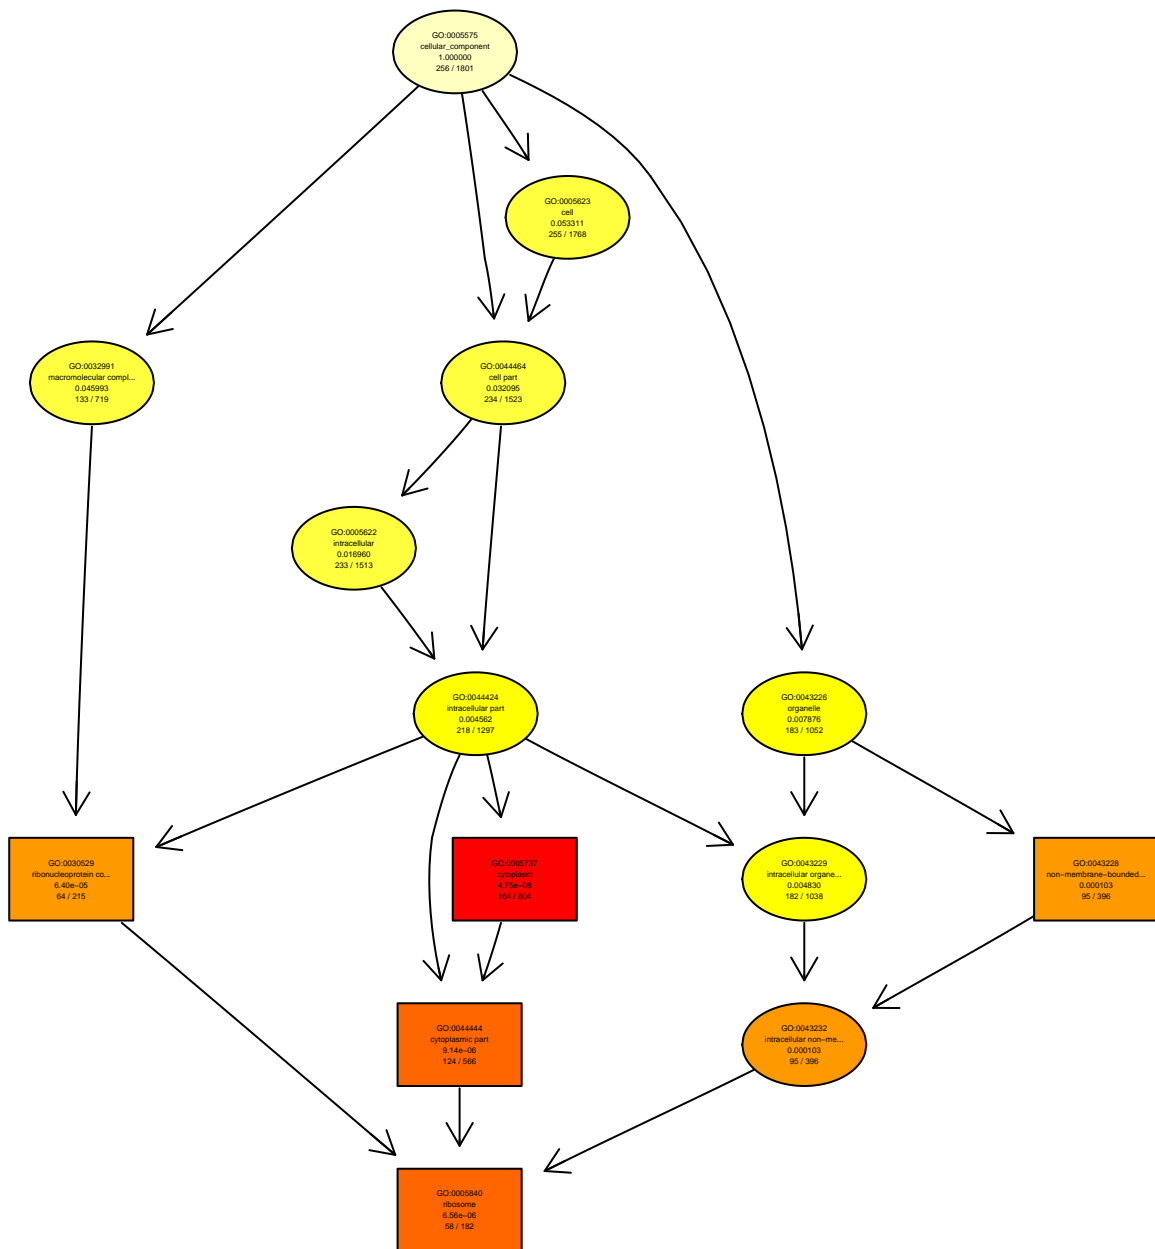 GO:0005575
cellular_component
1.000000
256 / 1801
GO:0005623
cell
0.053311
255 / 1768
GO:0032991
macromolecular compl...
0.045993
133 / 719
GO:0044464
cell part
0.032095
234 / 1523
GO:0005622
intracellular
0.016960
233 / 1513
GO:0044424
intracellular part
0.004562
218 / 1297
GO:0043226
organelle
0.007876
183 / 1052
GO:0030529
ribonucleoprotein co...
6.40e−05
64 / 215
GO:0005737
cytoplasm
4.75e−08
164 / 804
GO:0043229
intracellular organe...
0.004830
182 / 1038
GO:0043228
non−membrane−bounded...
0.000103
95 / 396
GO:0044444
cytoplasmic part
9.14e−06
124 / 566
GO:0043232
intracellular non−me...
0.000103
95 / 396
GO:0005840
ribosome
6.56e−06
58 / 182